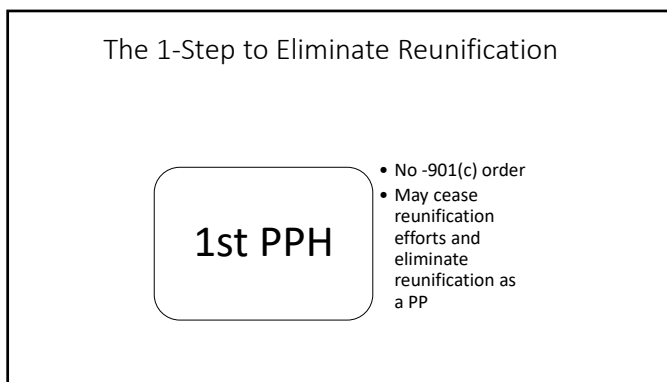 The 1-Step to Eliminate Reunification
1st PPH
• No -901(c) order
• May cease
reunification
efforts and
eliminate
reunification as
a PP